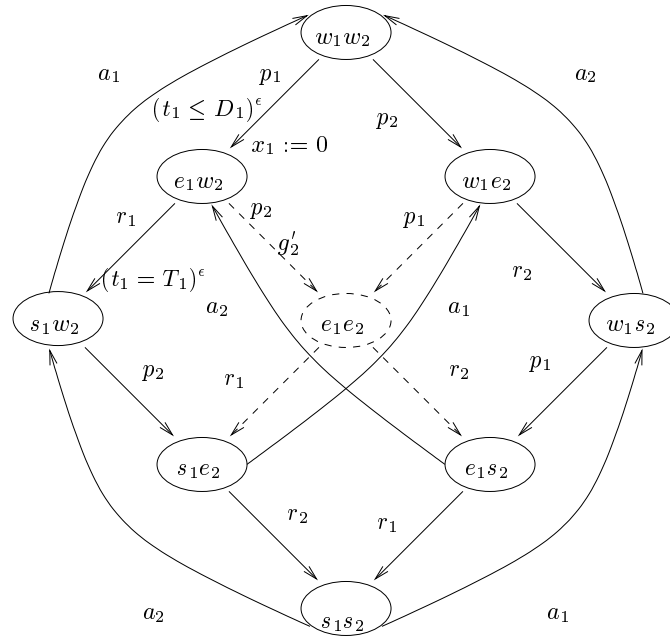 w₁w₂
a₁ p₁ a₂
(t₁ ≤ D₁)^ϵ p₂
x₁ := 0
e₁w₂ w₁e₂
r₁ p₂ p₁
g′₂
r₂
(t₁ = T₁)^ϵ a₂ a₁
s₁w₂ e₁e₂ w₁s₂
p₂ r₁ r₂ p₁
s₁e₂ e₁s₂
r₂ r₁
a₂ s₁s₂ a₁